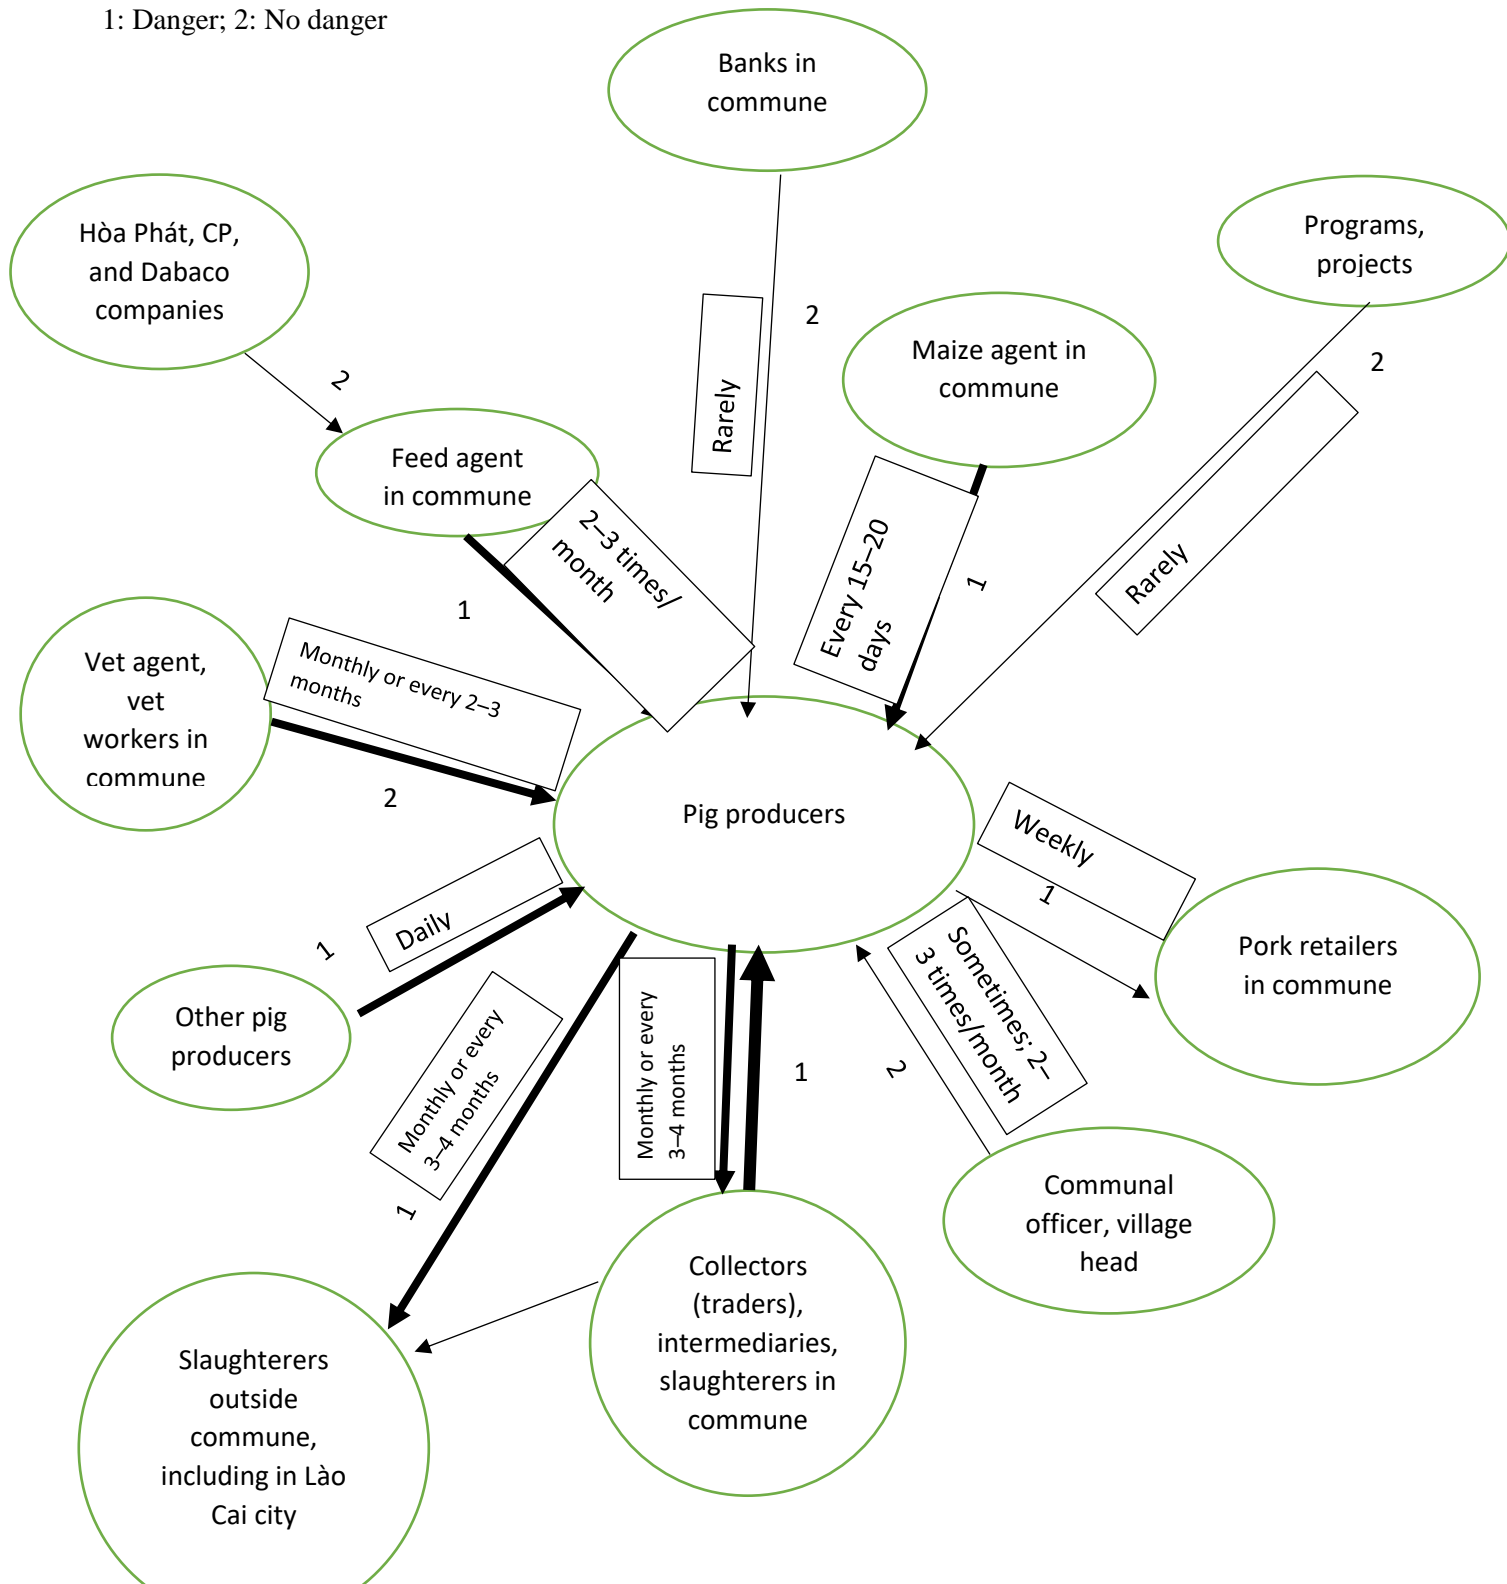 1: Danger; 2: No danger
Banks in
commune
Hòa Phát, CP,
and Dabaco
companies
Programs,
projects
2
Rarely
2
Maize agent in
commune
2
Rarely
Feed agent
in commune
2–3 times/
month
1
Every 15–20
days
1
Vet agent,
vet
workers in
commune
Monthly or every 2–3
months
2
Pig producers
Weekly
1
Pork retailers
in commune
Daily
1
Other pig
producers
Monthly or every
3–4 months
1
Monthly or every
3–4 months
1
Sometimes; 2–
3 times/month
2
Communal
officer, village
head
Collectors
(traders),
intermediaries,
slaughterers in
commune
Slaughterers
outside
commune,
including in Lào
Cai city